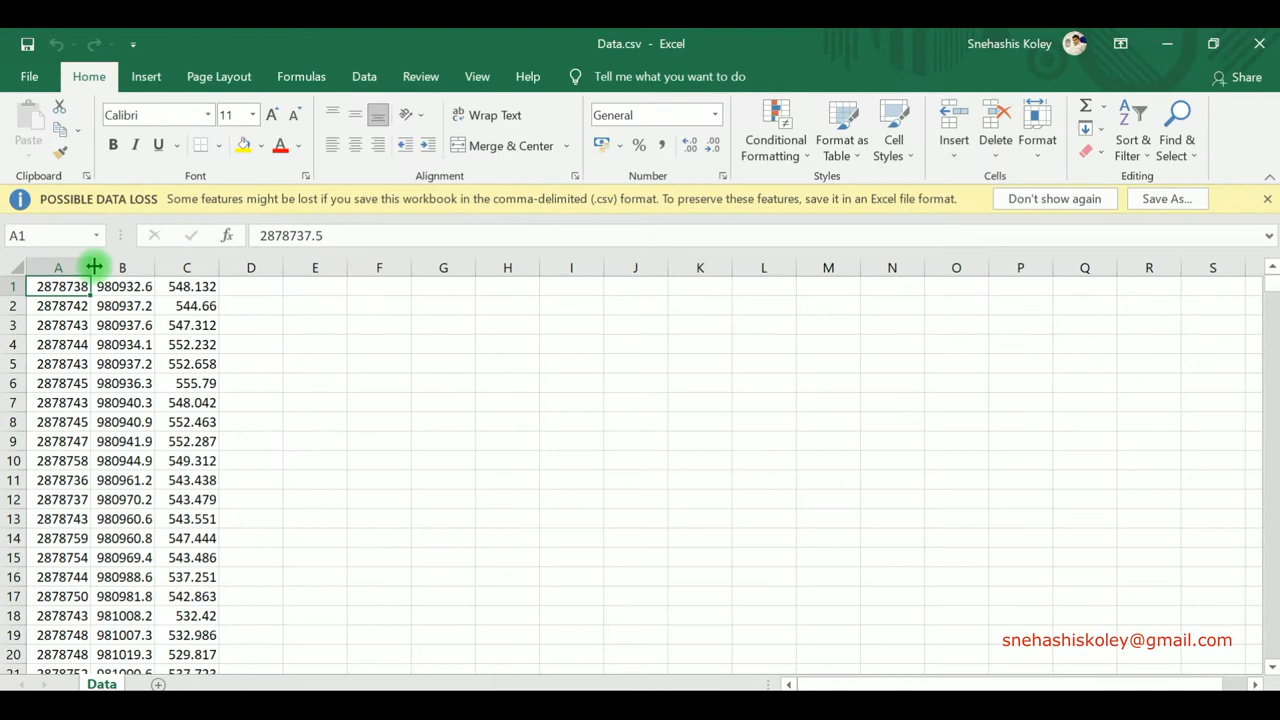 Data.csv - Excel
Snehashis Koley
File Home Insert Page Layout Formulas Data Review View Help Tell me what you want to do Share
Paste
Calibri 11
B I U
Wrap Text
Merge & Center
General
Conditional Formatting
Format as Table
Cell Styles
Insert Delete Format
Sort & Filter
Find & Select
Clipboard Font Alignment Number Styles Cells Editing
POSSIBLE DATA LOSS Some features might be lost if you save this workbook in the comma-delimited (.csv) format. To preserve these features, save it in an Excel file format. Don't show again Save As...
A1 fx 2878737.5
A B C D E F G H I J K L M N O P Q R S
1 2878738 980932.6 548.132
2 2878742 980937.2 544.66
3 2878743 980937.6 547.312
4 2878744 980934.1 552.232
5 2878743 980937.2 552.658
6 2878745 980936.3 555.79
7 2878743 980940.3 548.042
8 2878745 980940.9 552.463
9 2878747 980941.9 552.287
10 2878758 980944.9 549.312
11 2878736 980961.2 543.438
12 2878737 980970.2 543.479
13 2878743 980960.6 543.551
14 2878759 980960.8 547.444
15 2878754 980969.4 543.486
16 2878744 980988.6 537.251
17 2878750 980981.8 542.863
18 2878743 981008.2 532.42
19 2878748 981007.3 532.986
20 2878748 981019.3 529.817
snehashiskoley@gmail.com
Data